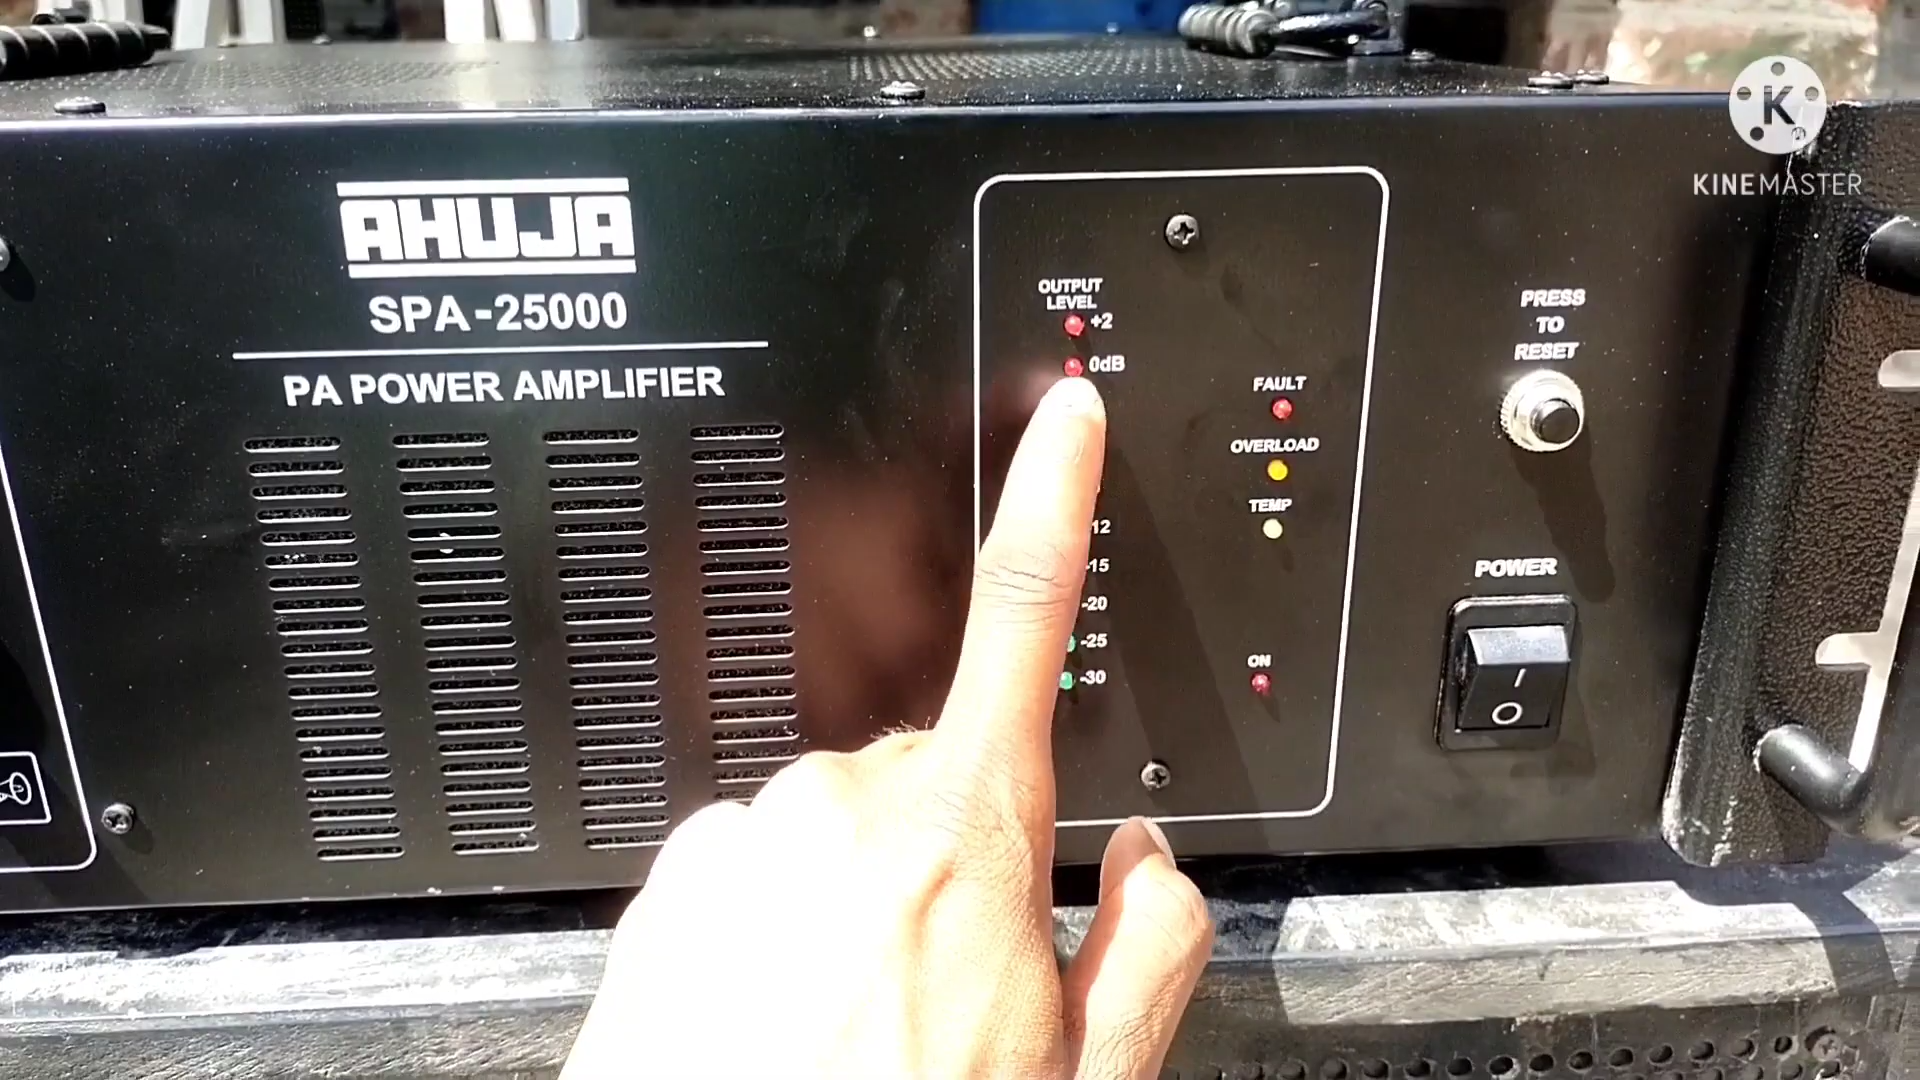 AHUJA
SPA-25000
PA POWER AMPLIFIER
OUTPUT
LEVEL
+2
0dB
12
-15
-20
-25
-30
FAULT
OVERLOAD
TEMP
ON
PRESS
TO
RESET
POWER
I
O
K
KINEMASTER